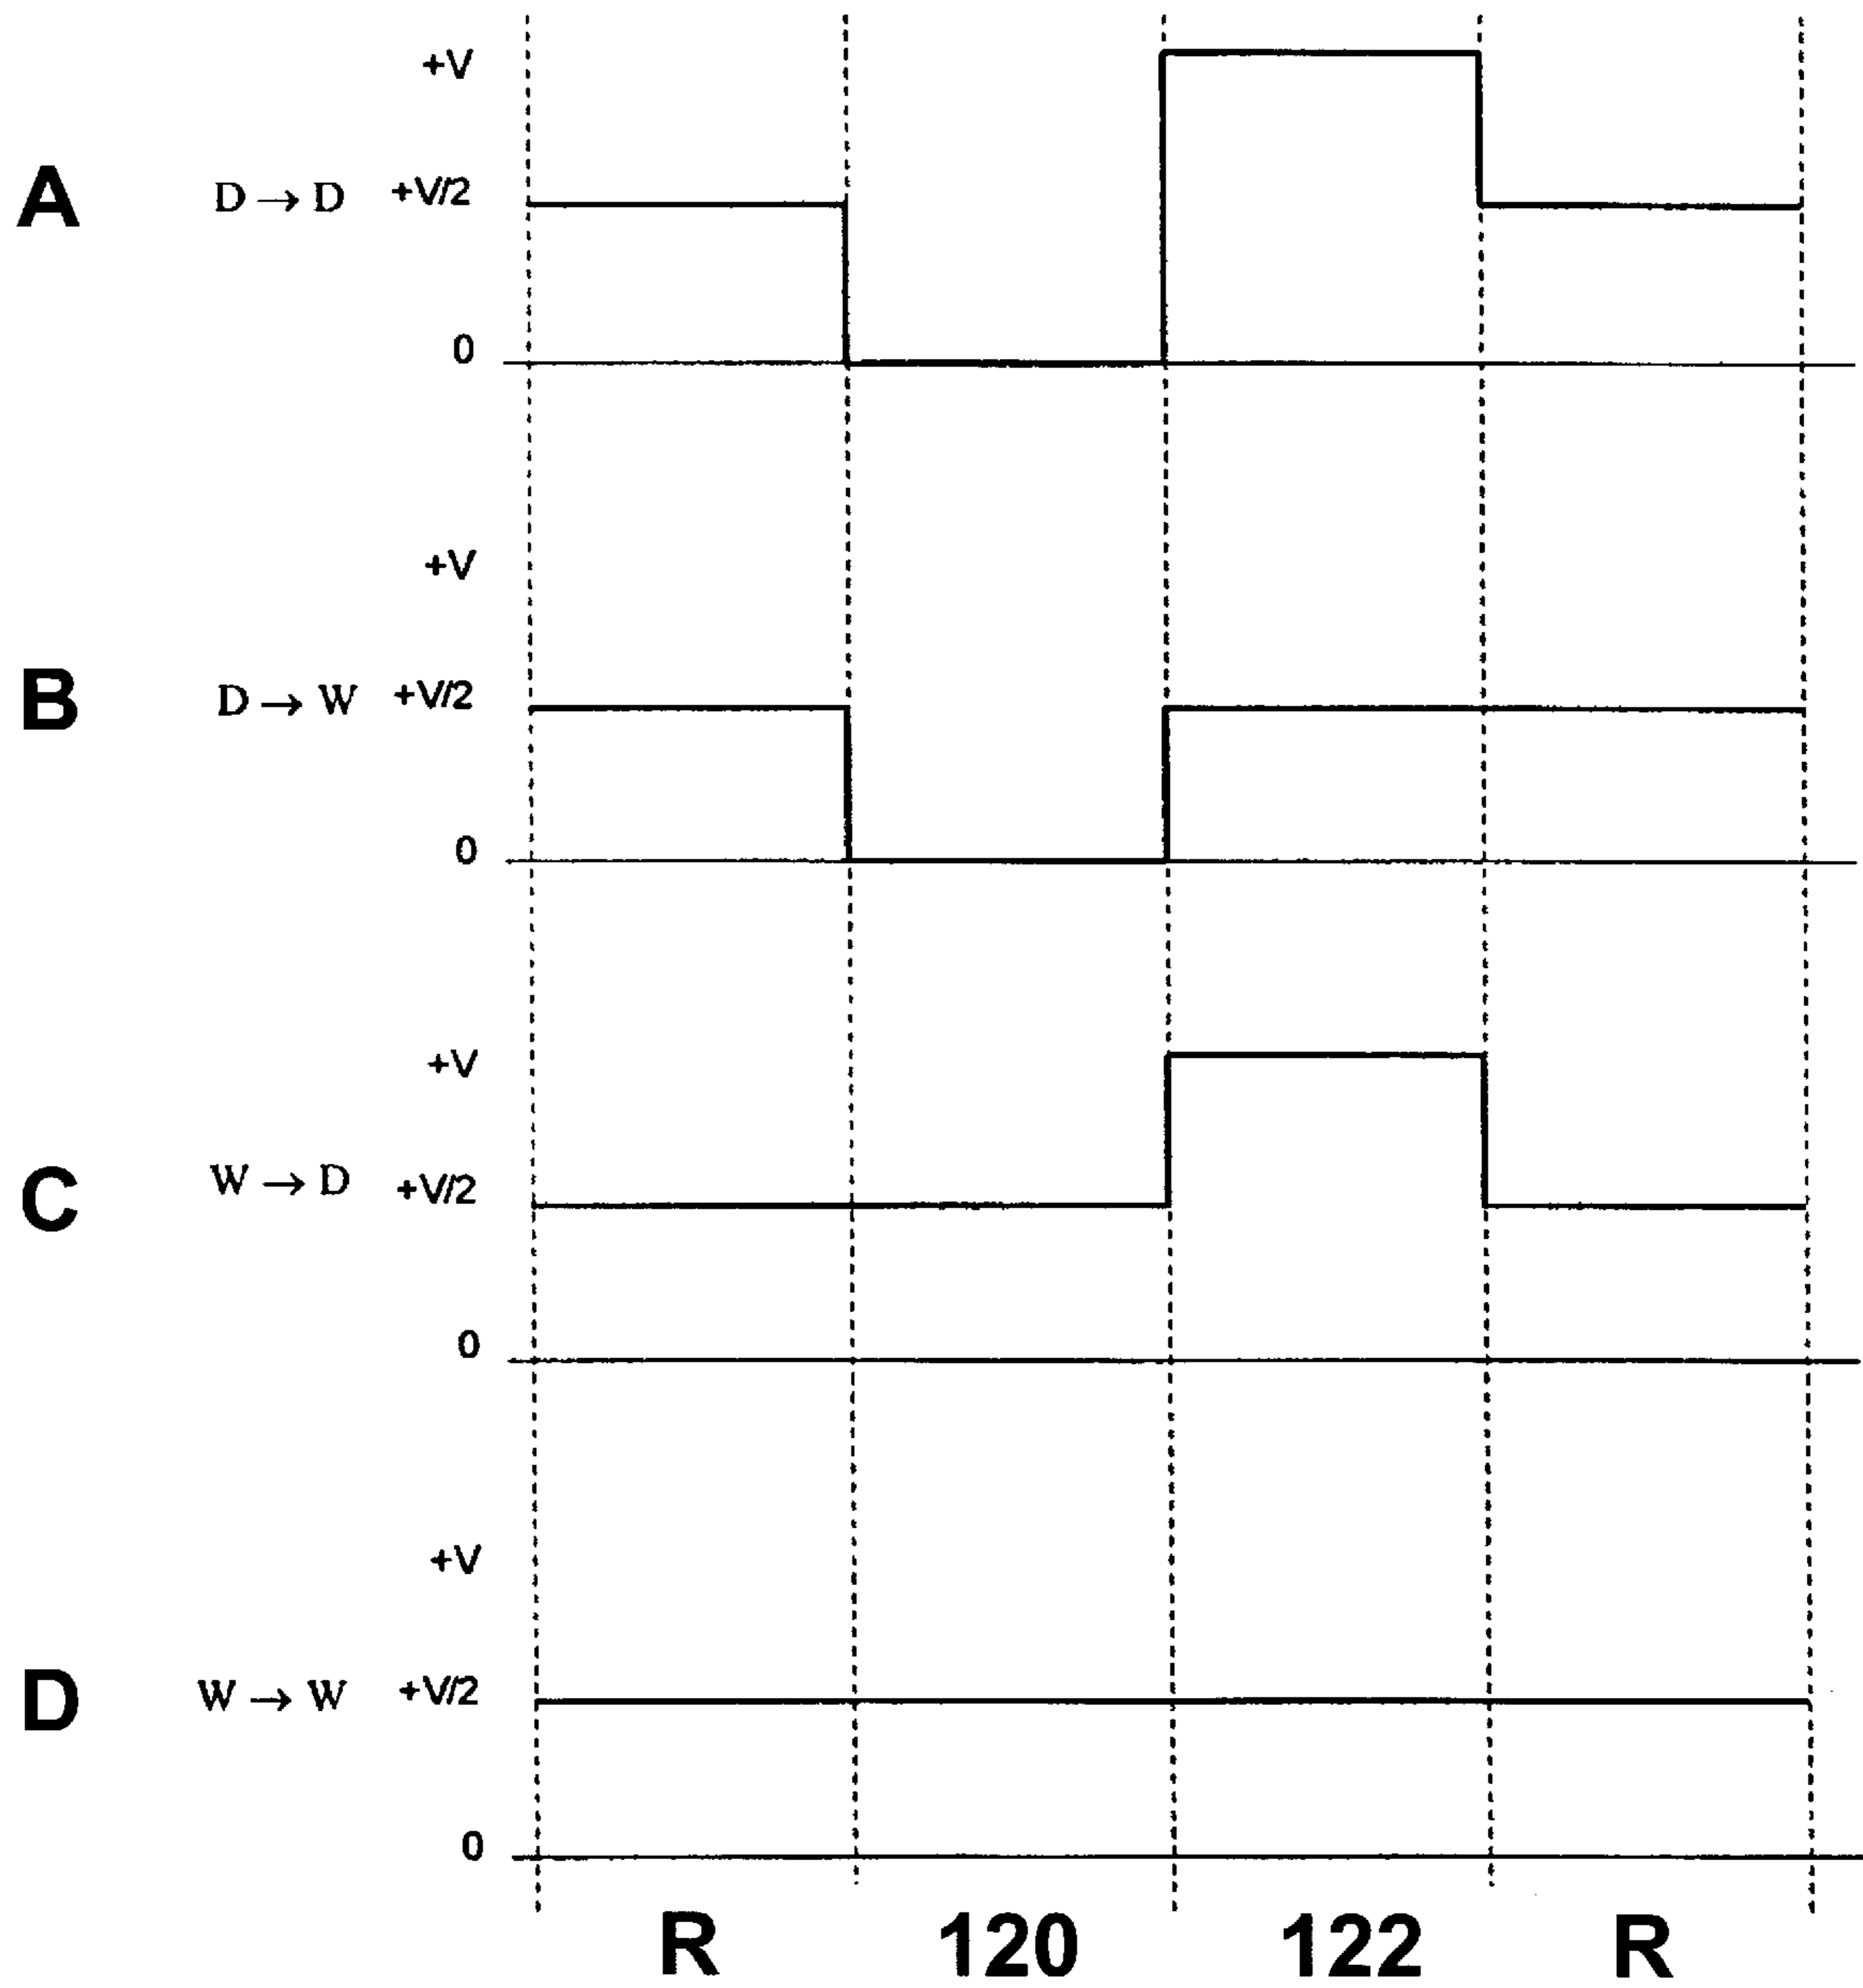 +V
A D → D +V/2
0
+V
B D → W +V/2
0
+V
C W → D +V/2
0
+V
D W → W +V/2
0
R 120 122 R